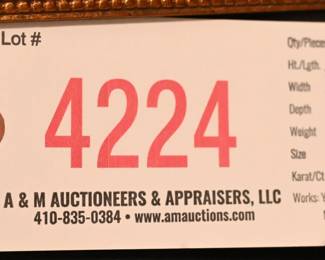 Lot #
4224
A & M AUCTIONEERS & APPRAISERS, LLC
410-835-0384 • www.amauctions.com
Qty/Pieces
Ht./Lgth.
Width
Depth
Weight
Size
Karat/Ct
Works: Y